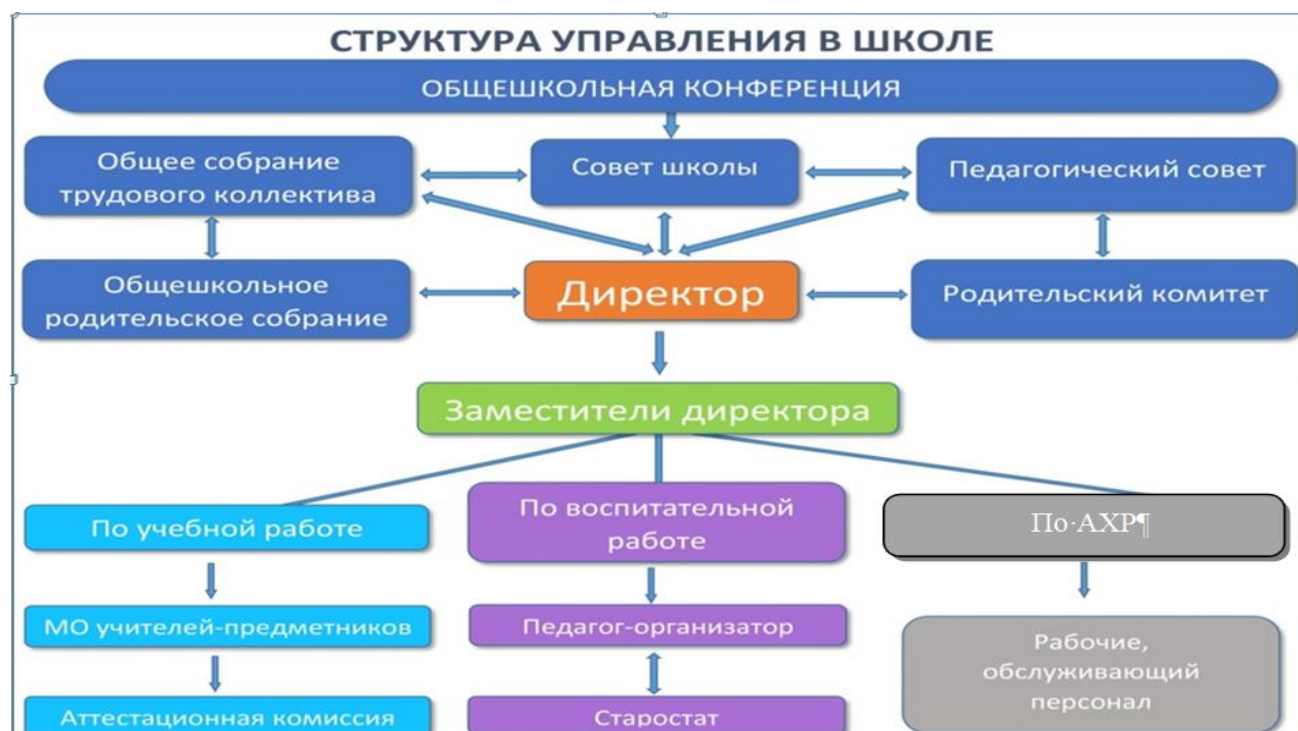 СТРУКТУРА УПРАВЛЕНИЯ В ШКОЛЕ
ОБЩЕШКОЛЬНАЯ КОНФЕРЕНЦИЯ
Общее собрание
трудового коллектива
Совет школы
Педагогический совет
Общешкольное
родительское собрание
Директор
Родительский комитет
Заместители директора
По учебной работе
По воспитательной
работе
По·АХР¶
МО учителей-предметников
Педагог-организатор
Рабочие,
обслуживающий
персонал
Аттестационная комиссия
Старостат